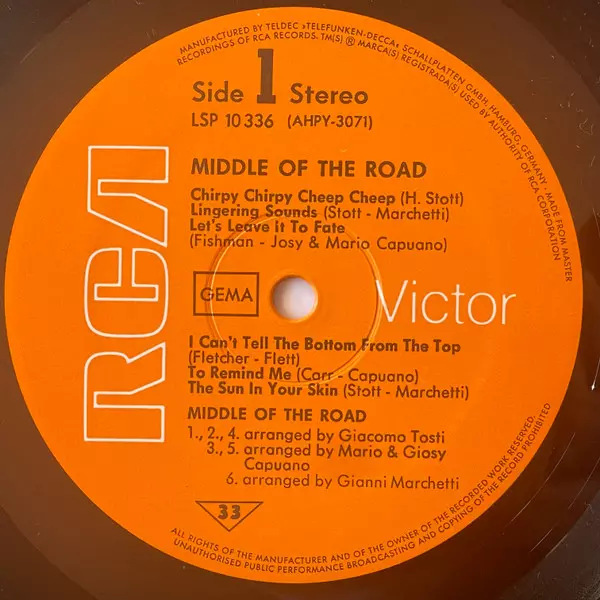 MANUFACTURED BY TELDEC »TELEFUNKEN-DECCA« SCHALLPLATTEN GMBH, HAMBURG, GERMANY · MADE FROM MASTER
RECORDINGS OF RCA RECORDS. TM(S) ® MARCA(S) REGISTRADA(S) USED BY AUTHORITY OF RCA CORPORATION
Side 1 Stereo
LSP 10 336 (AHPY-3071)
MIDDLE OF THE ROAD
Chirpy Chirpy Cheep Cheep (H. Stott)
Lingering Sounds (Stott - Marchetti)
Let's Leave It To Fate
(Fishman - Josy & Mario Capuano)
RCA
GEMA
Victor
I Can't Tell The Bottom From The Top
(Fletcher - Flett)
To Remind Me (Carr - Capuano)
The Sun In Your Skin (Stott - Marchetti)
MIDDLE OF THE ROAD
1., 2., 4. arranged by Giacomo Tosti
3., 5. arranged by Mario & Giosy
Capuano
6. arranged by Gianni Marchetti
33
ALL RIGHTS OF THE MANUFACTURER AND OF THE OWNER OF THE RECORDED WORK RESERVED.
UNAUTHORISED PUBLIC PERFORMANCE BROADCASTING AND COPYING OF THE RECORD PROHIBITED